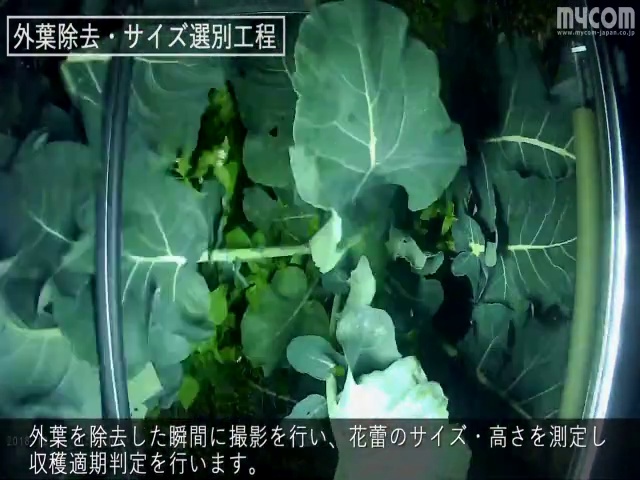 外葉除去・サイズ選別工程
mycom
www.mycom-japan.co.jp
外葉を除去した瞬間に撮影を行い、花蕾のサイズ・高さを測定し
収穫適期判定を行います。